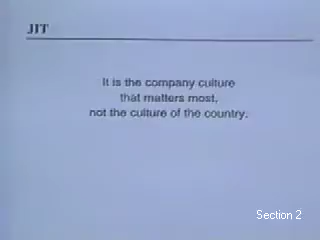 JIT
It is the company culture
that matters most,
not the culture of the country.
Section 2